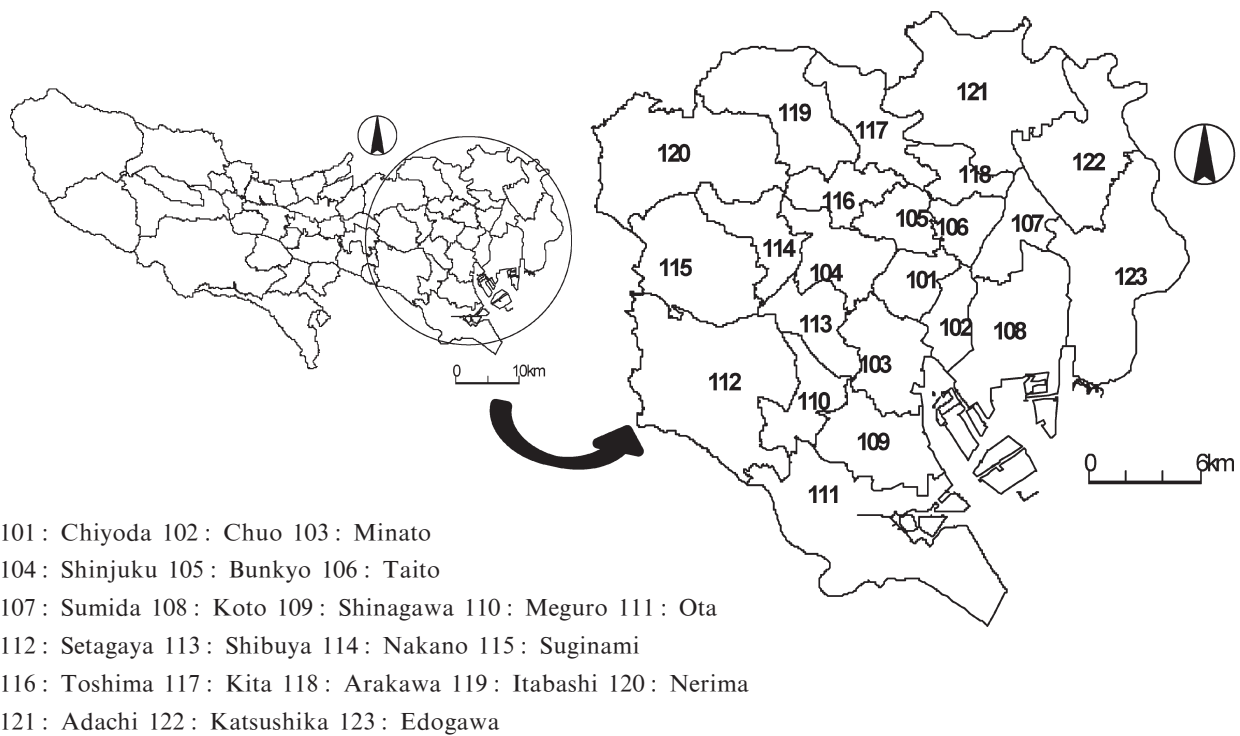 121
119
117
120
122
118
116
105
106
107
114
104
115
101
123
113
102
108
103
112
110
109
0 10km
0 6km
111
101: Chiyoda 102: Chuo 103: Minato
104: Shinjuku 105: Bunkyo 106: Taito
107: Sumida 108: Koto 109: Shinagawa 110: Meguro 111: Ota
112: Setagaya 113: Shibuya 114: Nakano 115: Suginami
116: Toshima 117: Kita 118: Arakawa 119: Itabashi 120: Nerima
121: Adachi 122: Katsushika 123: Edogawa